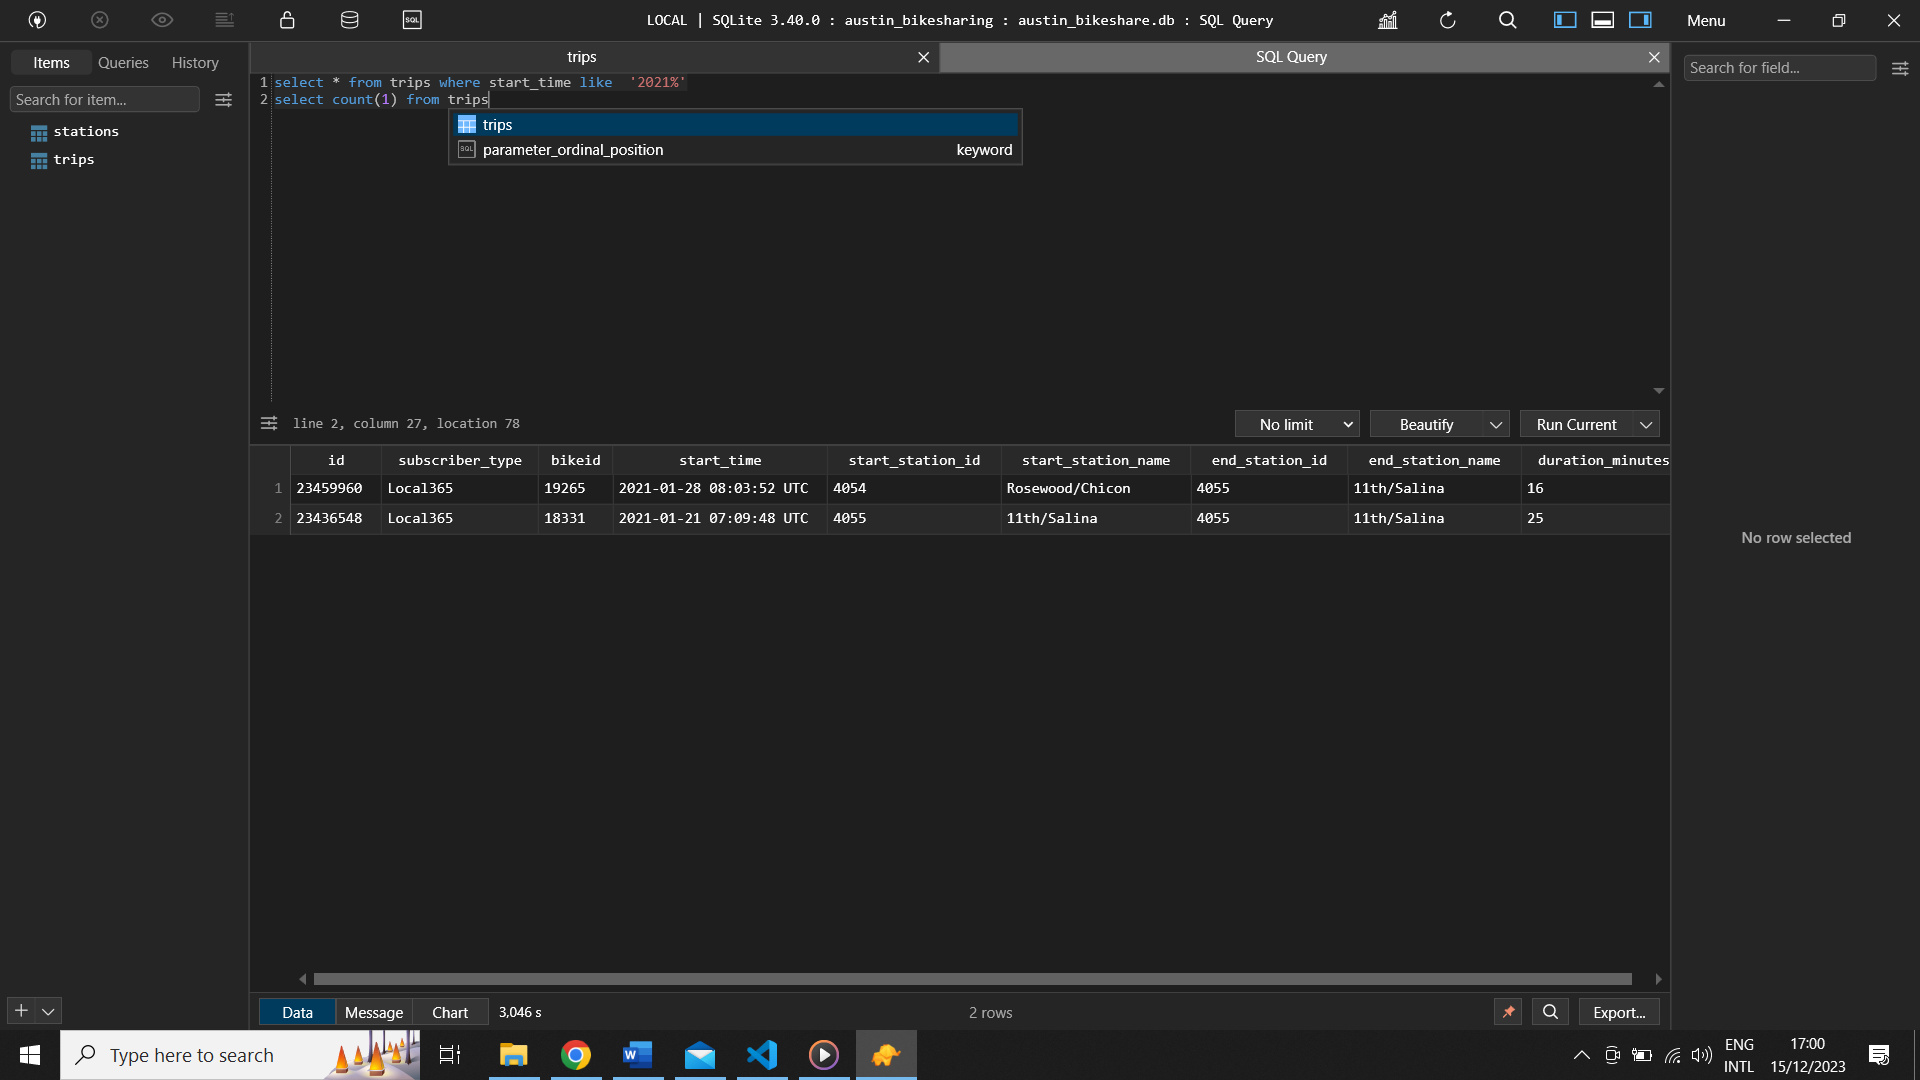 LOCAL | SQLite 3.40.0 : austin_bikesharing : austin_bikeshare.db : SQL Query
Menu
Items Queries History
Search for item...
stations
trips
trips
SQL Query
1 select * from trips where start_time like  '2021%'
2 select count(1) from trips
trips
parameter_ordinal_position keyword
line 2, column 27, location 78
No limit
Beautify
Run Current
id subscriber_type bikeid start_time start_station_id start_station_name end_station_id end_station_name duration_minutes
1 23459960 Local365 19265 2021-01-28 08:03:52 UTC 4054 Rosewood/Chicon 4055 11th/Salina 16
2 23436548 Local365 18331 2021-01-21 07:09:48 UTC 4055 11th/Salina 4055 11th/Salina 25
Data Message Chart 3,046 s
2 rows
Export...
Search for field...
No row selected
Type here to search
ENG
INTL
17:00
15/12/2023